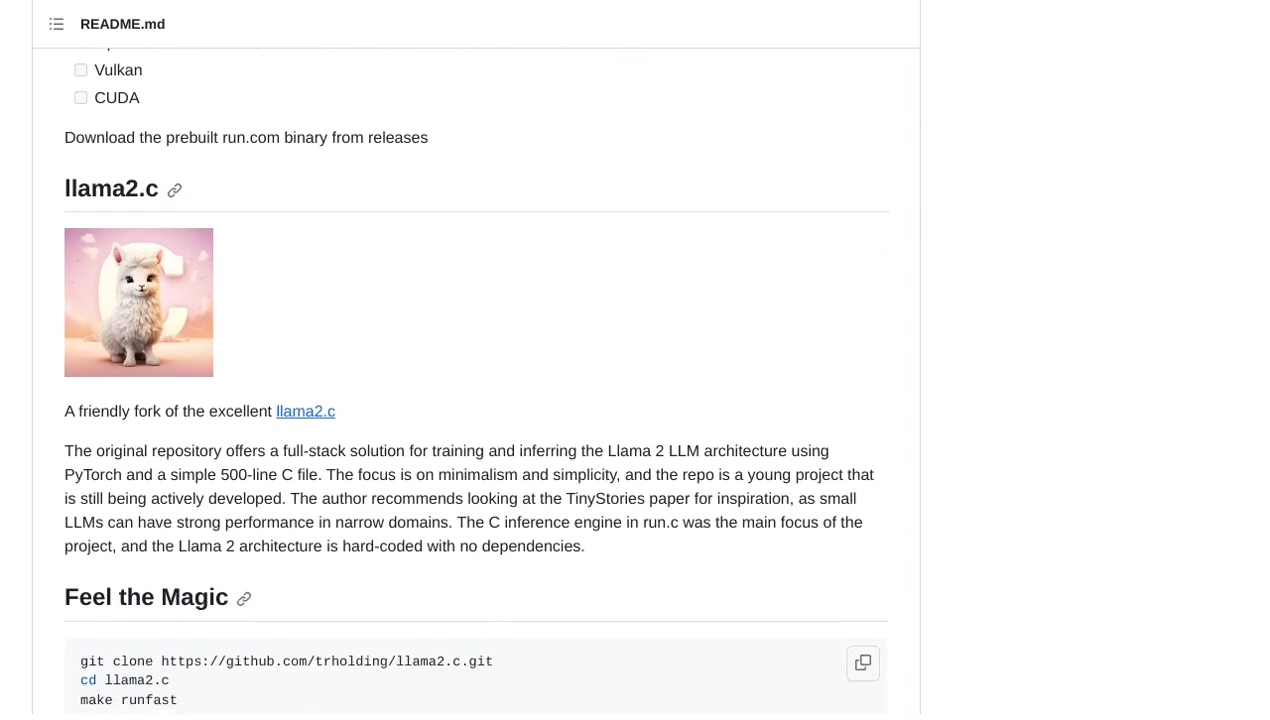 README.md
Vulkan
CUDA
Download the prebuilt run.com binary from releases
llama2.c
C
A friendly fork of the excellent llama2.c
The original repository offers a full-stack solution for training and inferring the Llama 2 LLM architecture using
PyTorch and a simple 500-line C file. The focus is on minimalism and simplicity, and the repo is a young project that
is still being actively developed. The author recommends looking at the TinyStories paper for inspiration, as small
LLMs can have strong performance in narrow domains. The C inference engine in run.c was the main focus of the
project, and the Llama 2 architecture is hard-coded with no dependencies.
Feel the Magic
git clone https://github.com/trholding/llama2.c.git
cd llama2.c
make runfast